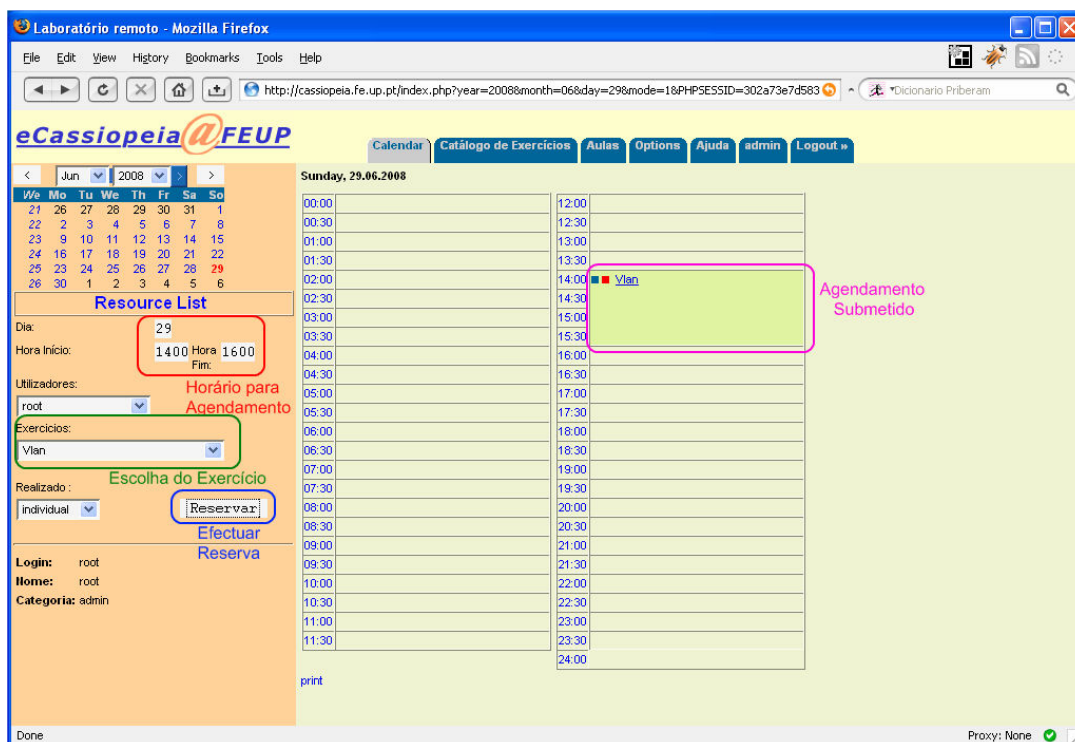 Laboratório remoto - Mozilla Firefox
File Edit View History Bookmarks Tools Help
http://cassiopeia.fe.up.pt/index.php?year=2008&month=06&day=29&mode=1&PHPSESSID=302a73e7d583
Dicionario Priberam
eCassiopeia@FEUP
Calendar Catálogo de Exercícios Aulas Options Ajuda admin Logout »
< Jun 2008 > >
We Mo Tu We Th Fr Sa So
21 26 27 28 29 30 31 1
22 2 3 4 5 6 7 8
23 9 10 11 12 13 14 15
24 16 17 18 19 20 21 22
25 23 24 25 26 27 28 29
26 30 1 2 3 4 5 6
Resource List
Dia: 29
Hora Início: 1400 Hora Fim: 1600
Horário para
Agendamento
Utilizadores:
root
Exercicios:
Vlan
Escolha do Exercício
Realizado :
individual Reservar
Efectuar
Reserva
Login: root
Nome: root
Categoria: admin
Sunday, 29.06.2008
00:00 12:00
00:30 12:30
01:00 13:00
01:30 13:30
02:00 14:00 Vlan
02:30 14:30
03:00 15:00
03:30 15:30
04:00 16:00
04:30 16:30
05:00 17:00
05:30 17:30
06:00 18:00
06:30 18:30
07:00 19:00
07:30 19:30
08:00 20:00
08:30 20:30
09:00 21:00
09:30 21:30
10:00 22:00
10:30 22:30
11:00 23:00
11:30 23:30
24:00
Agendamento
Submetido
print
Done Proxy: None